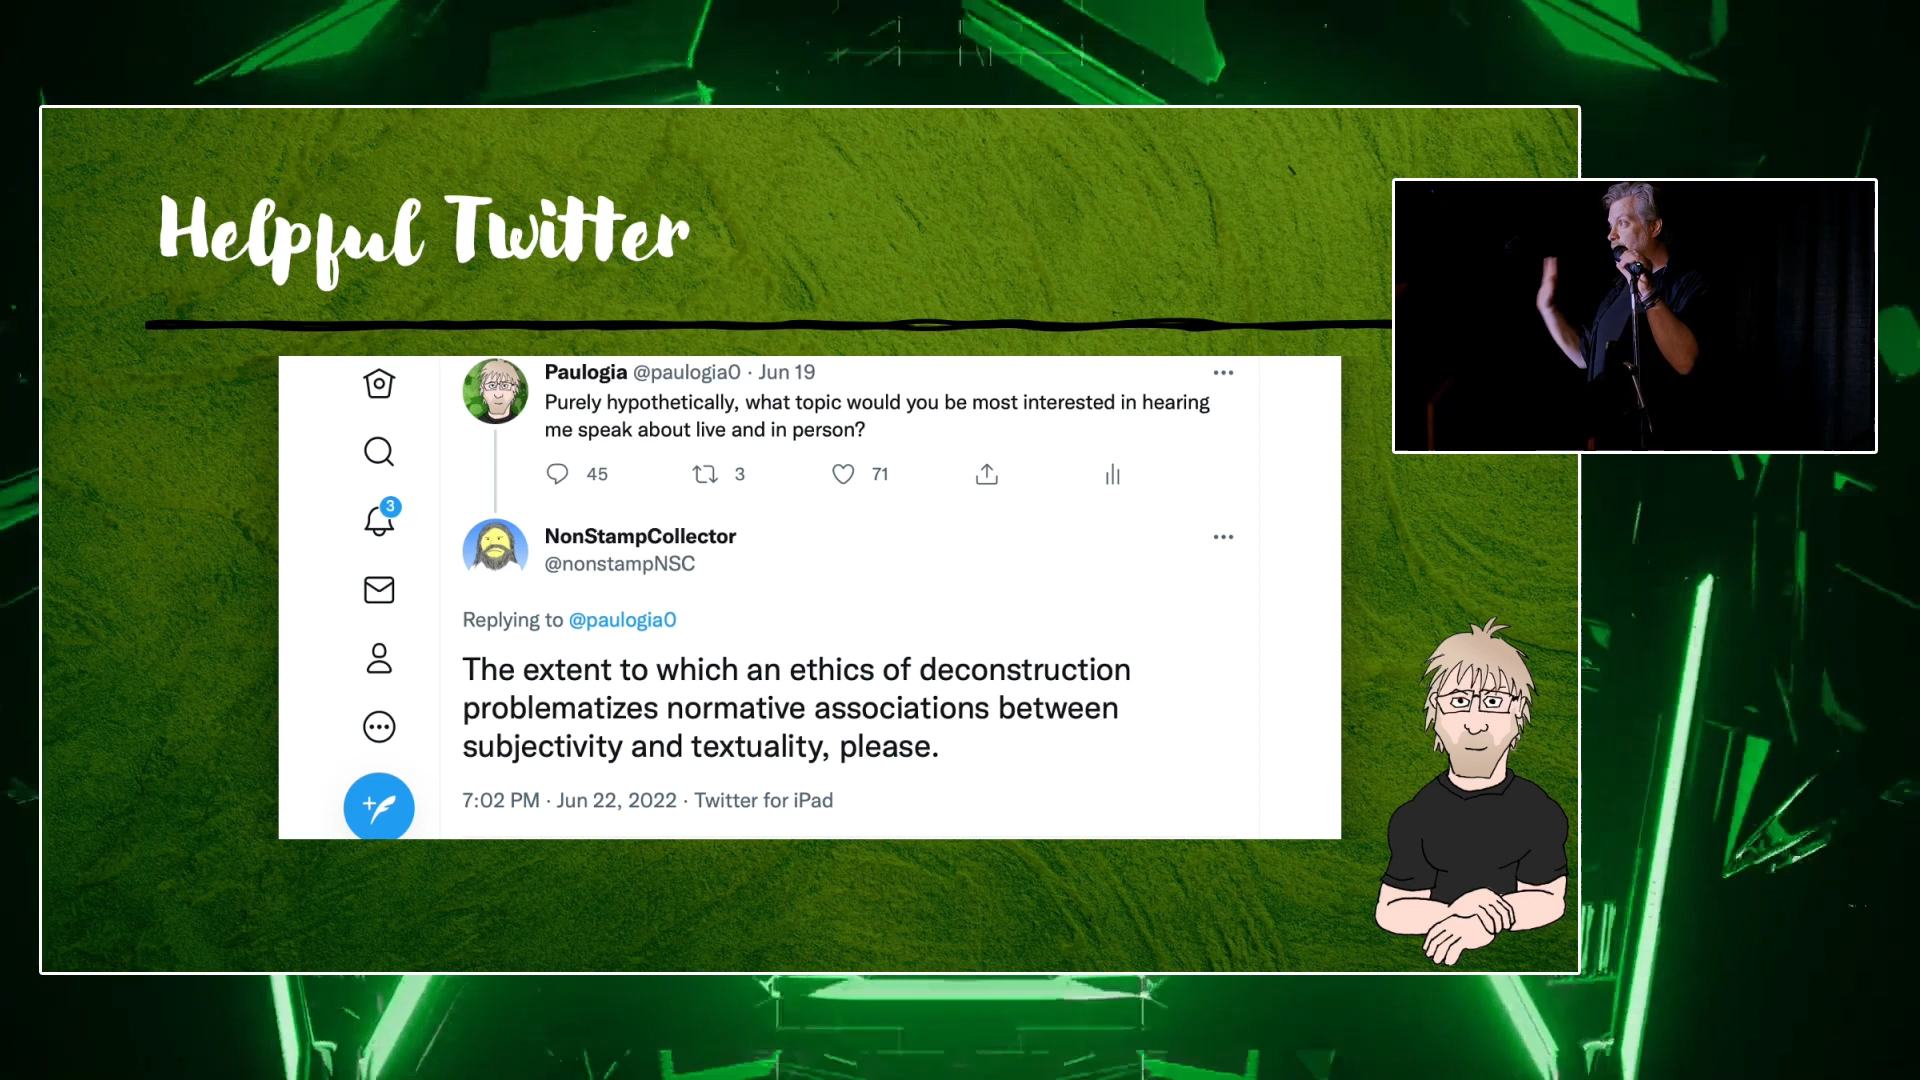 Helpful Twitter
Paulogia @paulogia0 · Jun 19
Purely hypothetically, what topic would you be most interested in hearing
me speak about live and in person?
45 3 71
3
NonStampCollector
@nonstampNSC
Replying to @paulogia0
The extent to which an ethics of deconstruction
problematizes normative associations between
subjectivity and textuality, please.
7:02 PM · Jun 22, 2022 · Twitter for iPad